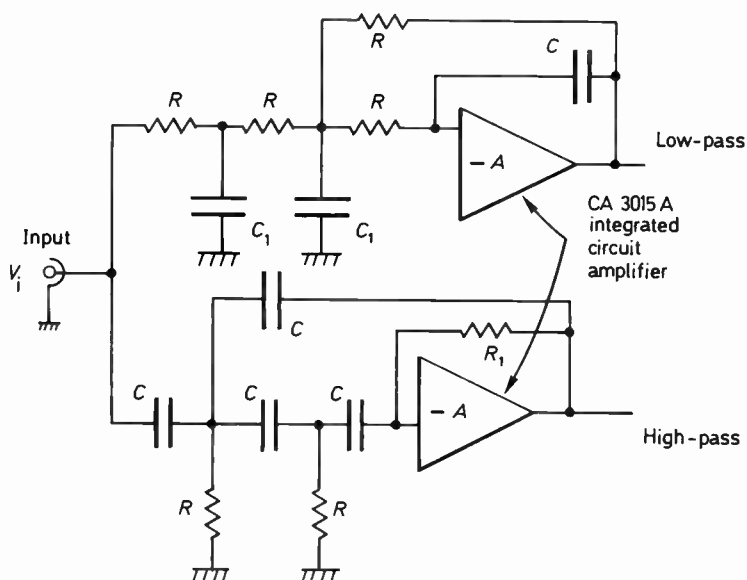 R
C
R
R
R
Low-pass
– A
C₁
C₁
CA 3015 A
integrated
circuit
amplifier
Input
Vᵢ
C
R₁
C
C
C
– A
High-pass
R
R